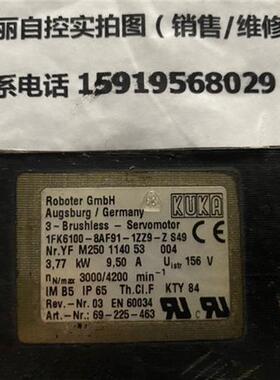 丽自控实拍图（销售/维修
系电话 15919568029
Roboter GmbH
Augsburg / Germany
KUKA
3-Brushless - Servomotor
1FK6100-8AF91-1ZZ9-Z S49
Nr.YF M250 1140 53 004
3,77 kW 9,50 A Uistr 156 V
nN/max 3000/4200 min-1
IM B5 IP 65 Th.Cl.F KTY 84
Rev.-Nr. 03 EN 60034
Art.-Nr.: 69-225-463